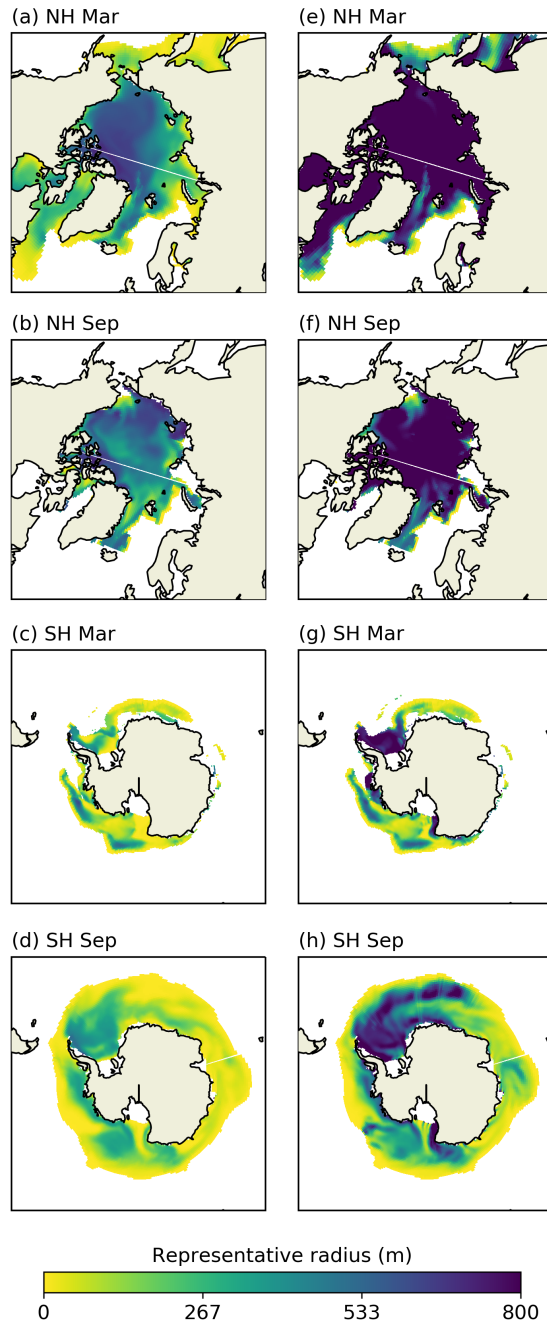 (a) NH Mar
(e) NH Mar
(b) NH Sep
(f) NH Sep
(c) SH Mar
(g) SH Mar
(d) SH Sep
(h) SH Sep
Representative radius (m)
0 267 533 800